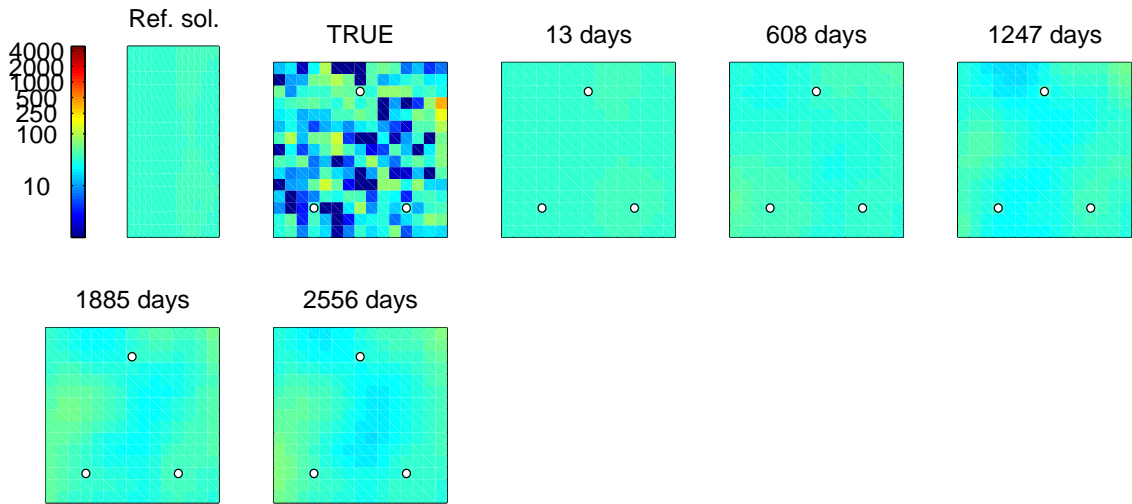 Ref. sol.
TRUE
13 days
608 days
1247 days
4000
2000
1000
500
250
100
10
1885 days
2556 days